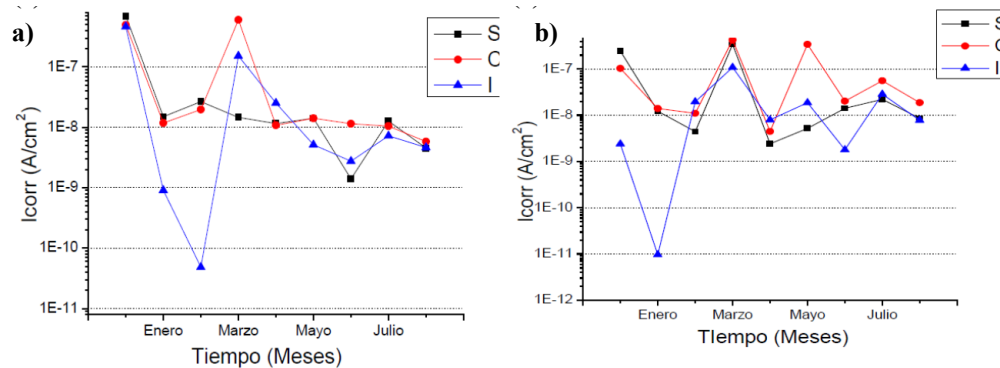 a)
S
C
I
1E-7
1E-8
1E-9
1E-10
1E-11
Icorr (A/cm²)
Enero
Marzo
Mayo
Julio
Tiempo (Meses)
b)
S
I
1E-7
1E-8
1E-9
1E-10
1E-11
1E-12
Icorr (A/cm²)
Enero
Marzo
Mayo
Julio
TIempo (Meses)